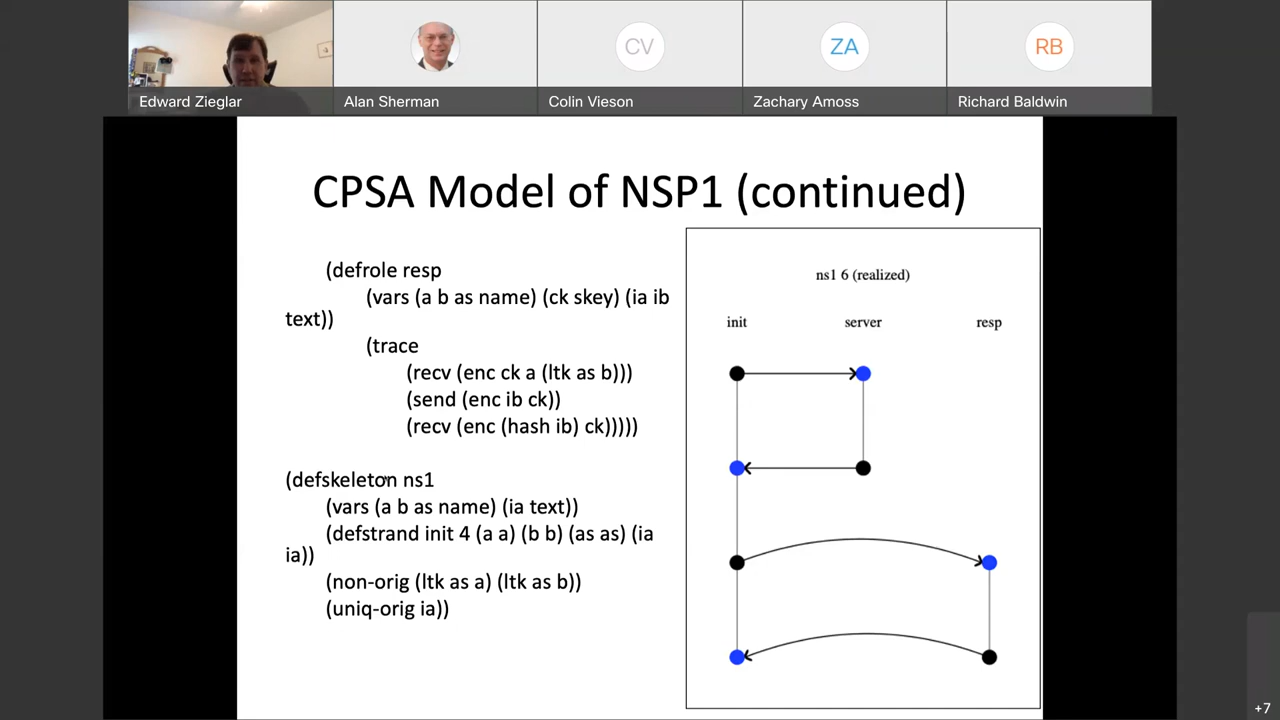 CV
ZA
RB
Edward Zieglar
Alan Sherman
Colin Vieson
Zachary Amoss
Richard Baldwin
CPSA Model of NSP1 (continued)
(defrole resp
(vars (a b as name) (ck skey) (ia ib
text))
(trace
(recv (enc ck a (ltk as b)))
(send (enc ib ck))
(recv (enc (hash ib) ck)))))
(defskeleton ns1
(vars (a b as name) (ia text))
(defstrand init 4 (a a) (b b) (as as) (ia
ia))
(non-orig (ltk as a) (ltk as b))
(uniq-orig ia))
ns1 6 (realized)
init
server
resp
+7